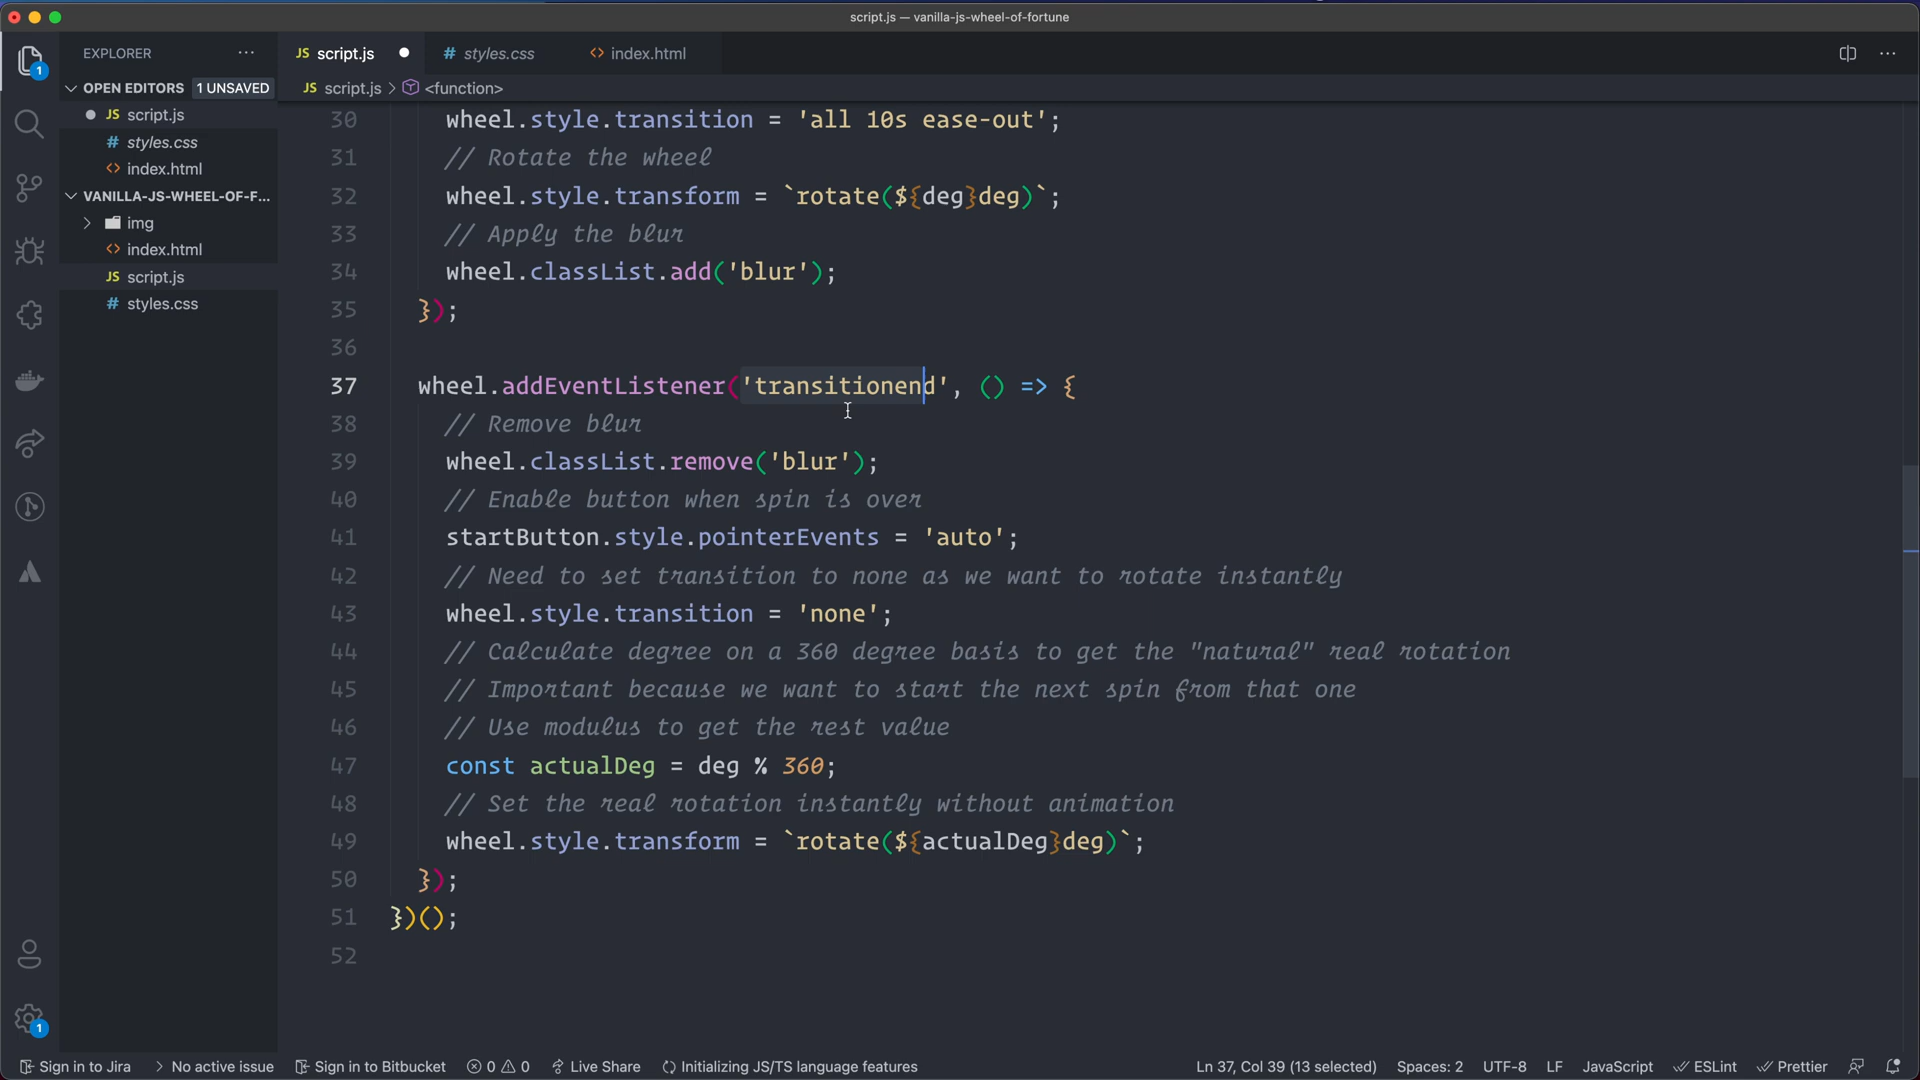 script.js — vanilla-js-wheel-of-fortune
EXPLORER ···
JS script.js
# styles.css
<> index.html
···
OPEN EDITORS 1 UNSAVED
JS script.js
# styles.css
<> index.html
VANILLA-JS-WHEEL-OF-F...
img
<> index.html
JS script.js
# styles.css
1
1
JS script.js > <function>
30 wheel.style.transition = 'all 10s ease-out';
31 // Rotate the wheel
32 wheel.style.transform = `rotate(${deg}deg)`;
33 // Apply the blur
34 wheel.classList.add('blur');
35 });
36
37 wheel.addEventListener('transitionend', () => {
38 // Remove blur
39 wheel.classList.remove('blur');
40 // Enable button when spin is over
41 startButton.style.pointerEvents = 'auto';
42 // Need to set transition to none as we want to rotate instantly
43 wheel.style.transition = 'none';
44 // Calculate degree on a 360 degree basis to get the "natural" real rotation
45 // Important because we want to start the next spin from that one
46 // Use modulus to get the rest value
47 const actualDeg = deg % 360;
48 // Set the real rotation instantly without animation
49 wheel.style.transform = `rotate(${actualDeg}deg)`;
50 });
51 })();
52
Sign in to Jira > No active issue Sign in to Bitbucket 0 0 Live Share Initializing JS/TS language features Ln 37, Col 39 (13 selected) Spaces: 2 UTF-8 LF JavaScript ESLint Prettier